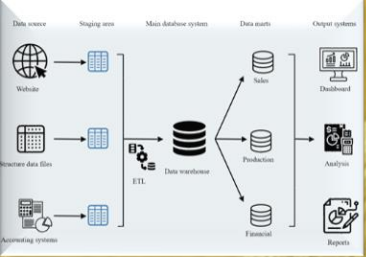 Data source Staging area Main database system Data marts Output systems
Website
Sales
Dashboard
Structure data files
ETL
Data warehouse
Production
Analysis
Accounting systems
Financial
Reports